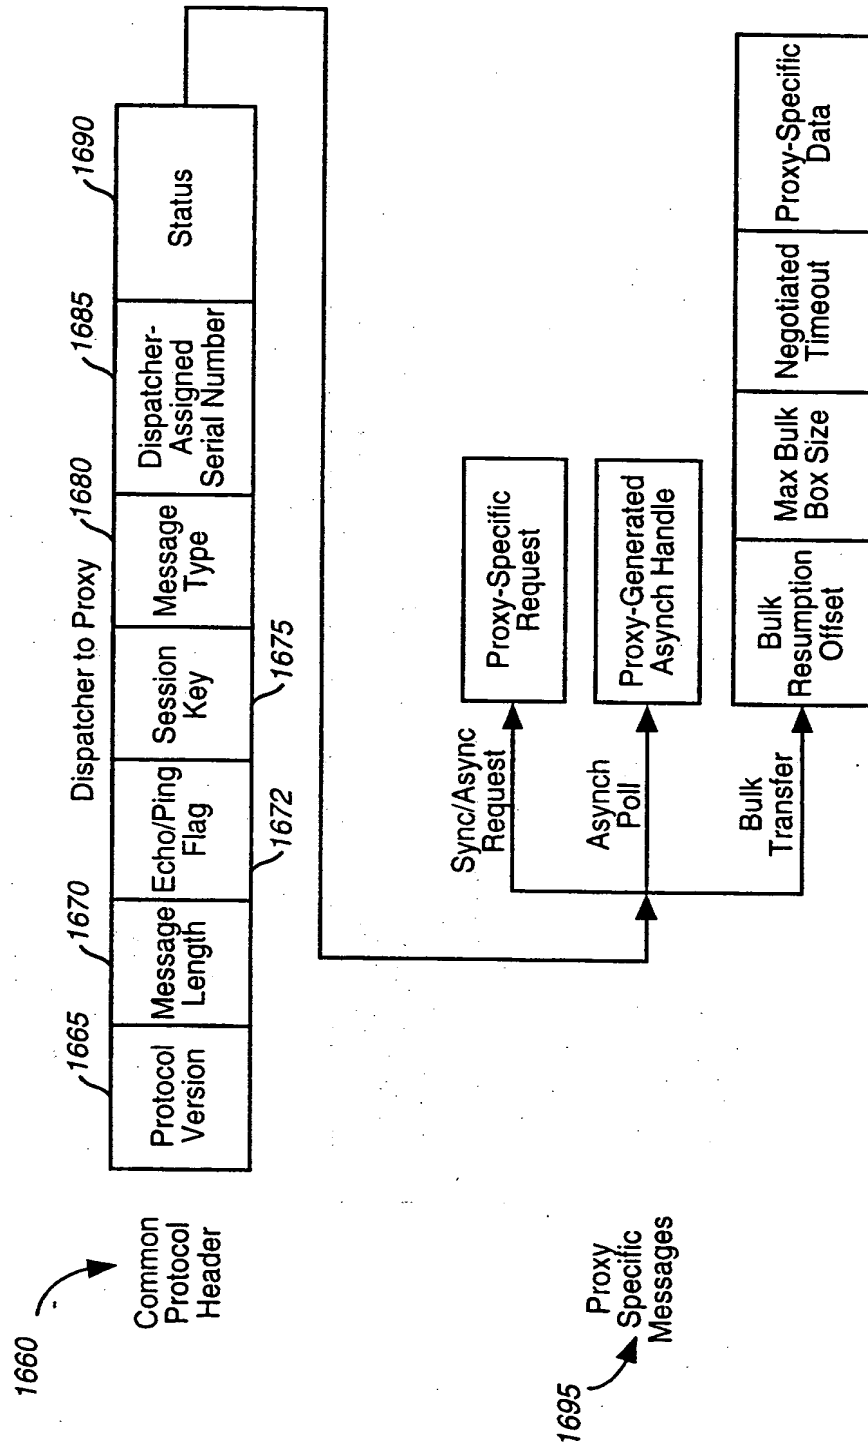 Dispatcher to Proxy
1660
Common
Protocol
Header
1665
1670
1680
1685
1690
Protocol
Version
Message
Length
Echo/Ping
Flag
Session
Key
Message
Type
Dispatcher-
Assigned
Serial Number
Status
1672
1675
Sync/Async
Request
Proxy-Specific
Request
Asynch
Poll
Proxy-Generated
Asynch Handle
1695
Proxy
Specific
Messages
Bulk
Transfer
Bulk
Resumption
Offset
Max Bulk
Box Size
Negotiated
Timeout
Proxy-Specific
Data